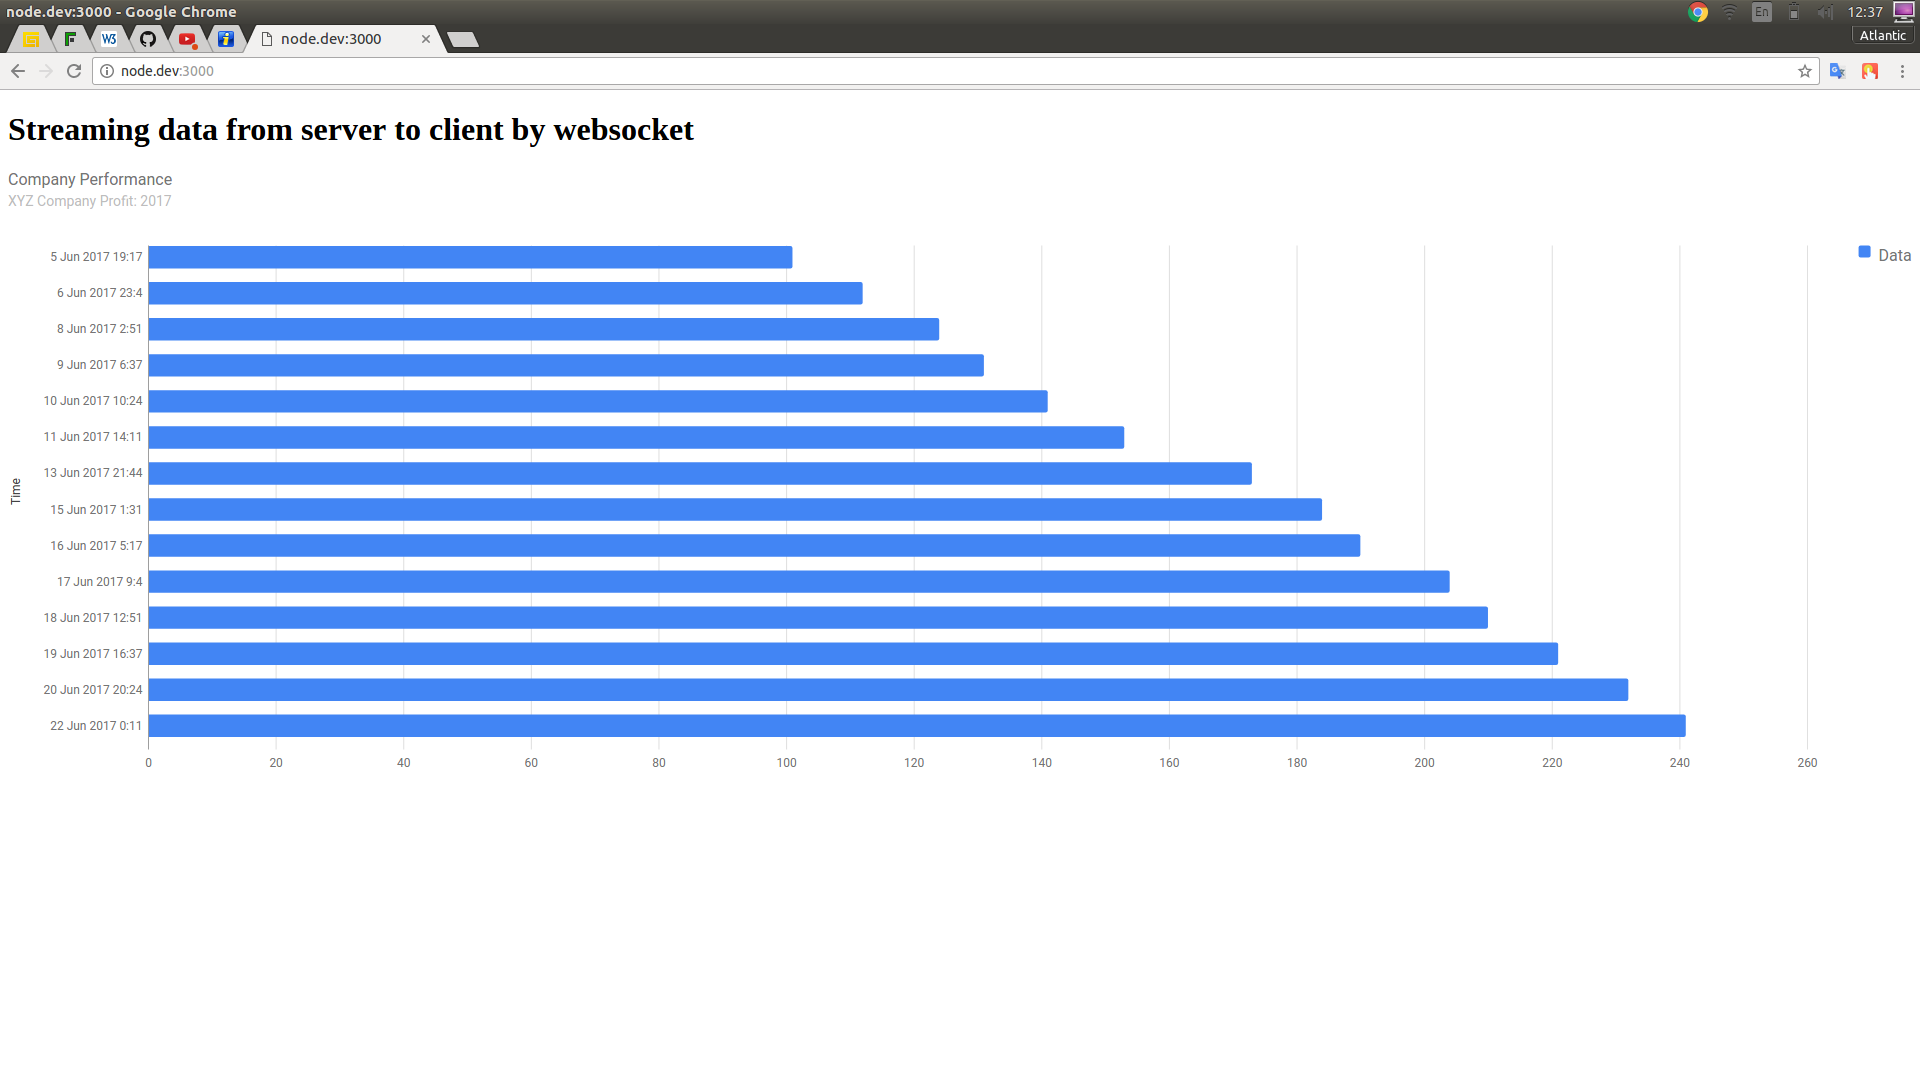 node.dev:3000 - Google Chrome
En
12:37
W3
node.dev:3000
Atlantic
node.dev:3000
Streaming data from server to client by websocket
Company Performance
XYZ Company Profit: 2017
Data
Time
5 Jun 2017 19:17
6 Jun 2017 23:4
8 Jun 2017 2:51
9 Jun 2017 6:37
10 Jun 2017 10:24
11 Jun 2017 14:11
13 Jun 2017 21:44
15 Jun 2017 1:31
16 Jun 2017 5:17
17 Jun 2017 9:4
18 Jun 2017 12:51
19 Jun 2017 16:37
20 Jun 2017 20:24
22 Jun 2017 0:11
0 20 40 60 80 100 120 140 160 180 200 220 240 260